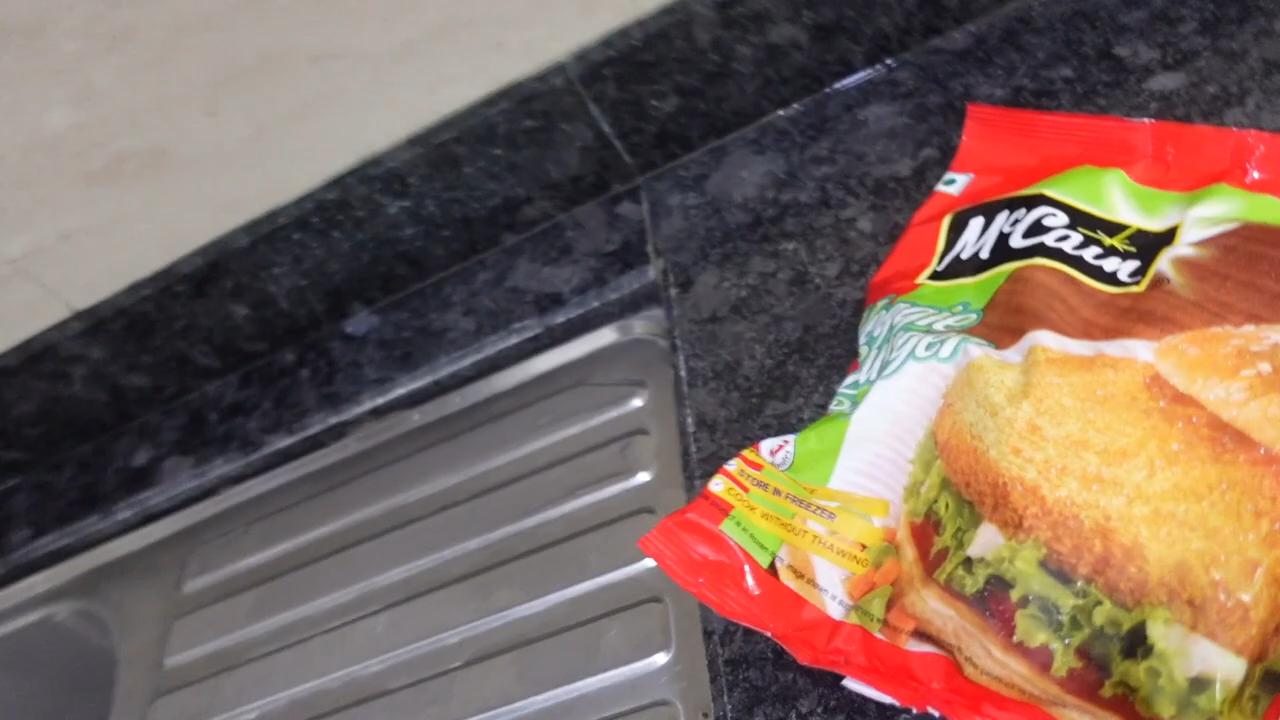 McCain
Veggie
Burger
STORE IN FREEZER
COOK WITHOUT THAWING